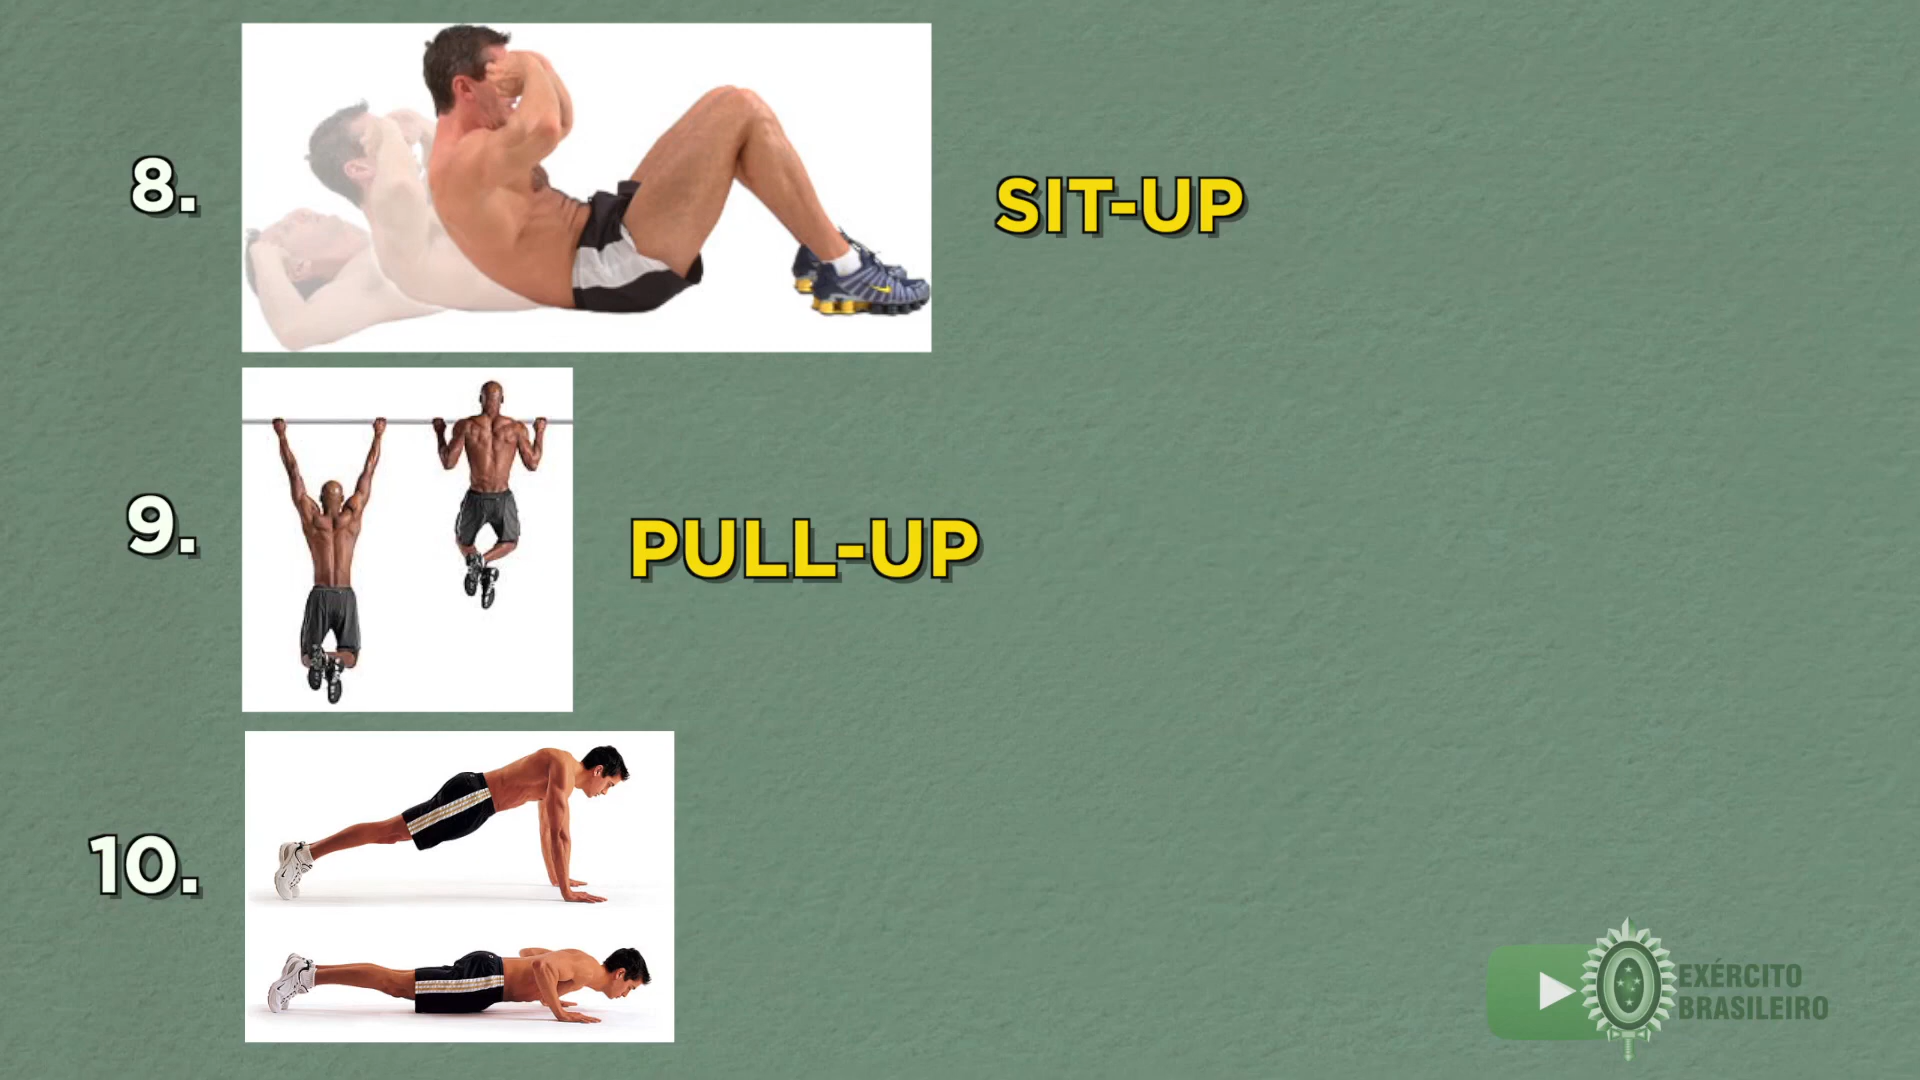 8.
SIT-UP
9.
PULL-UP
10.
EXÉRCITO
BRASILEIRO